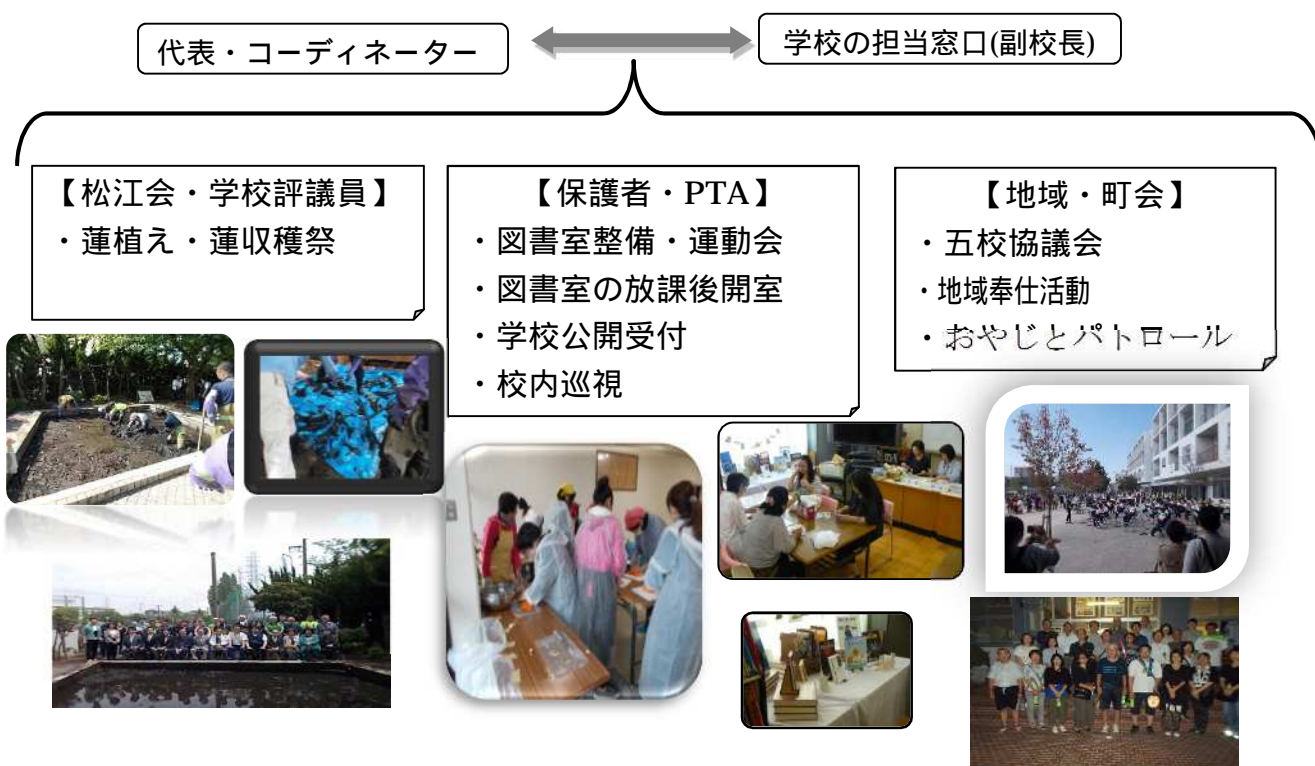 代表・コーディネーター
学校の担当窓口(副校長)
【松江会・学校評議員】
・蓮植え・蓮収穫祭
【保護者・PTA】
・図書室整備・運動会
・図書室の放課後開室
・学校公開受付
・校内巡視
【地域・町会】
・五校協議会
・地域奉仕活動
・おやじとパトロール